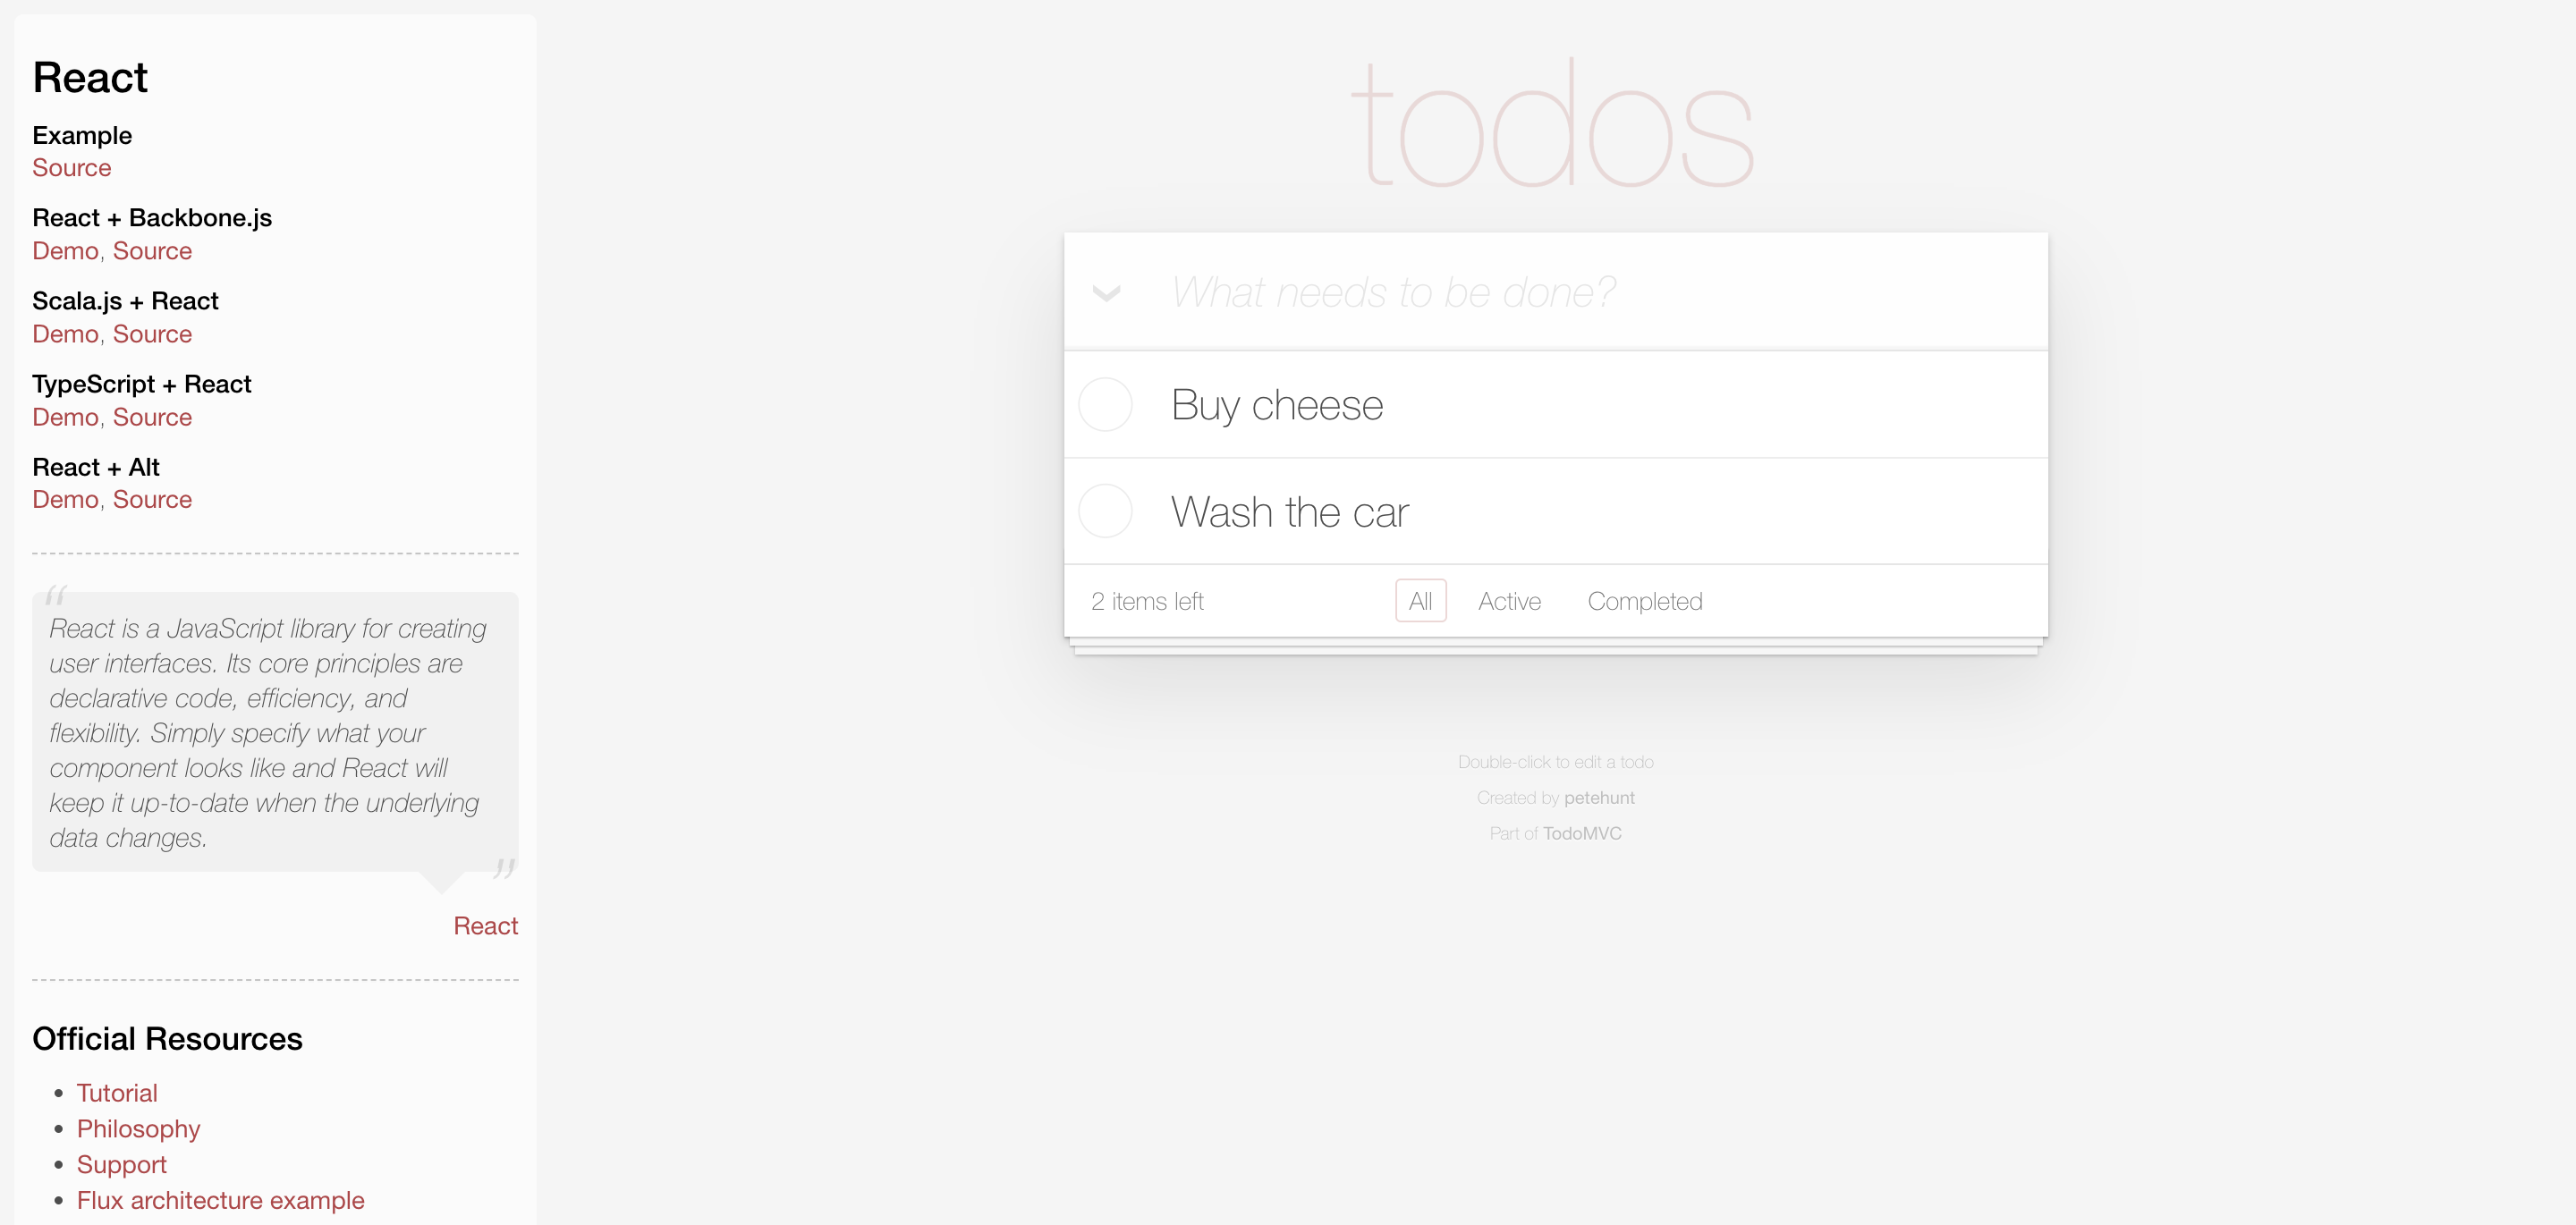 React
Example
Source
React + Backbone.js
Demo, Source
Scala.js + React
Demo, Source
TypeScript + React
Demo, Source
React + Alt
Demo, Source
“
React is a JavaScript library for creating
user interfaces. Its core principles are
declarative code, efficiency, and
flexibility. Simply specify what your
component looks like and React will
keep it up-to-date when the underlying
data changes.
”
React
Official Resources
• Tutorial
• Philosophy
• Support
• Flux architecture example
todos
What needs to be done?
Buy cheese
Wash the car
2 items left All Active Completed
Double-click to edit a todo
Created by petehunt
Part of TodoMVC